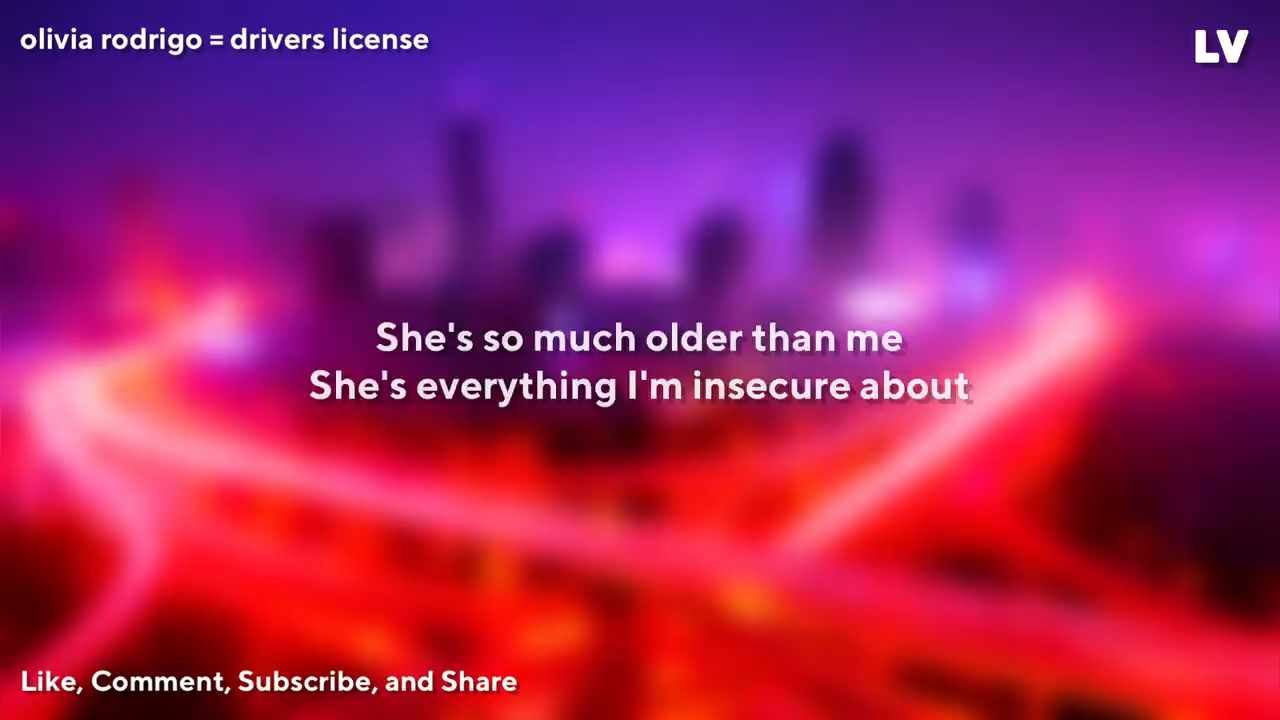 olivia rodrigo = drivers license
LV
She's so much older than me
She's everything I'm insecure about
Like, Comment, Subscribe, and Share